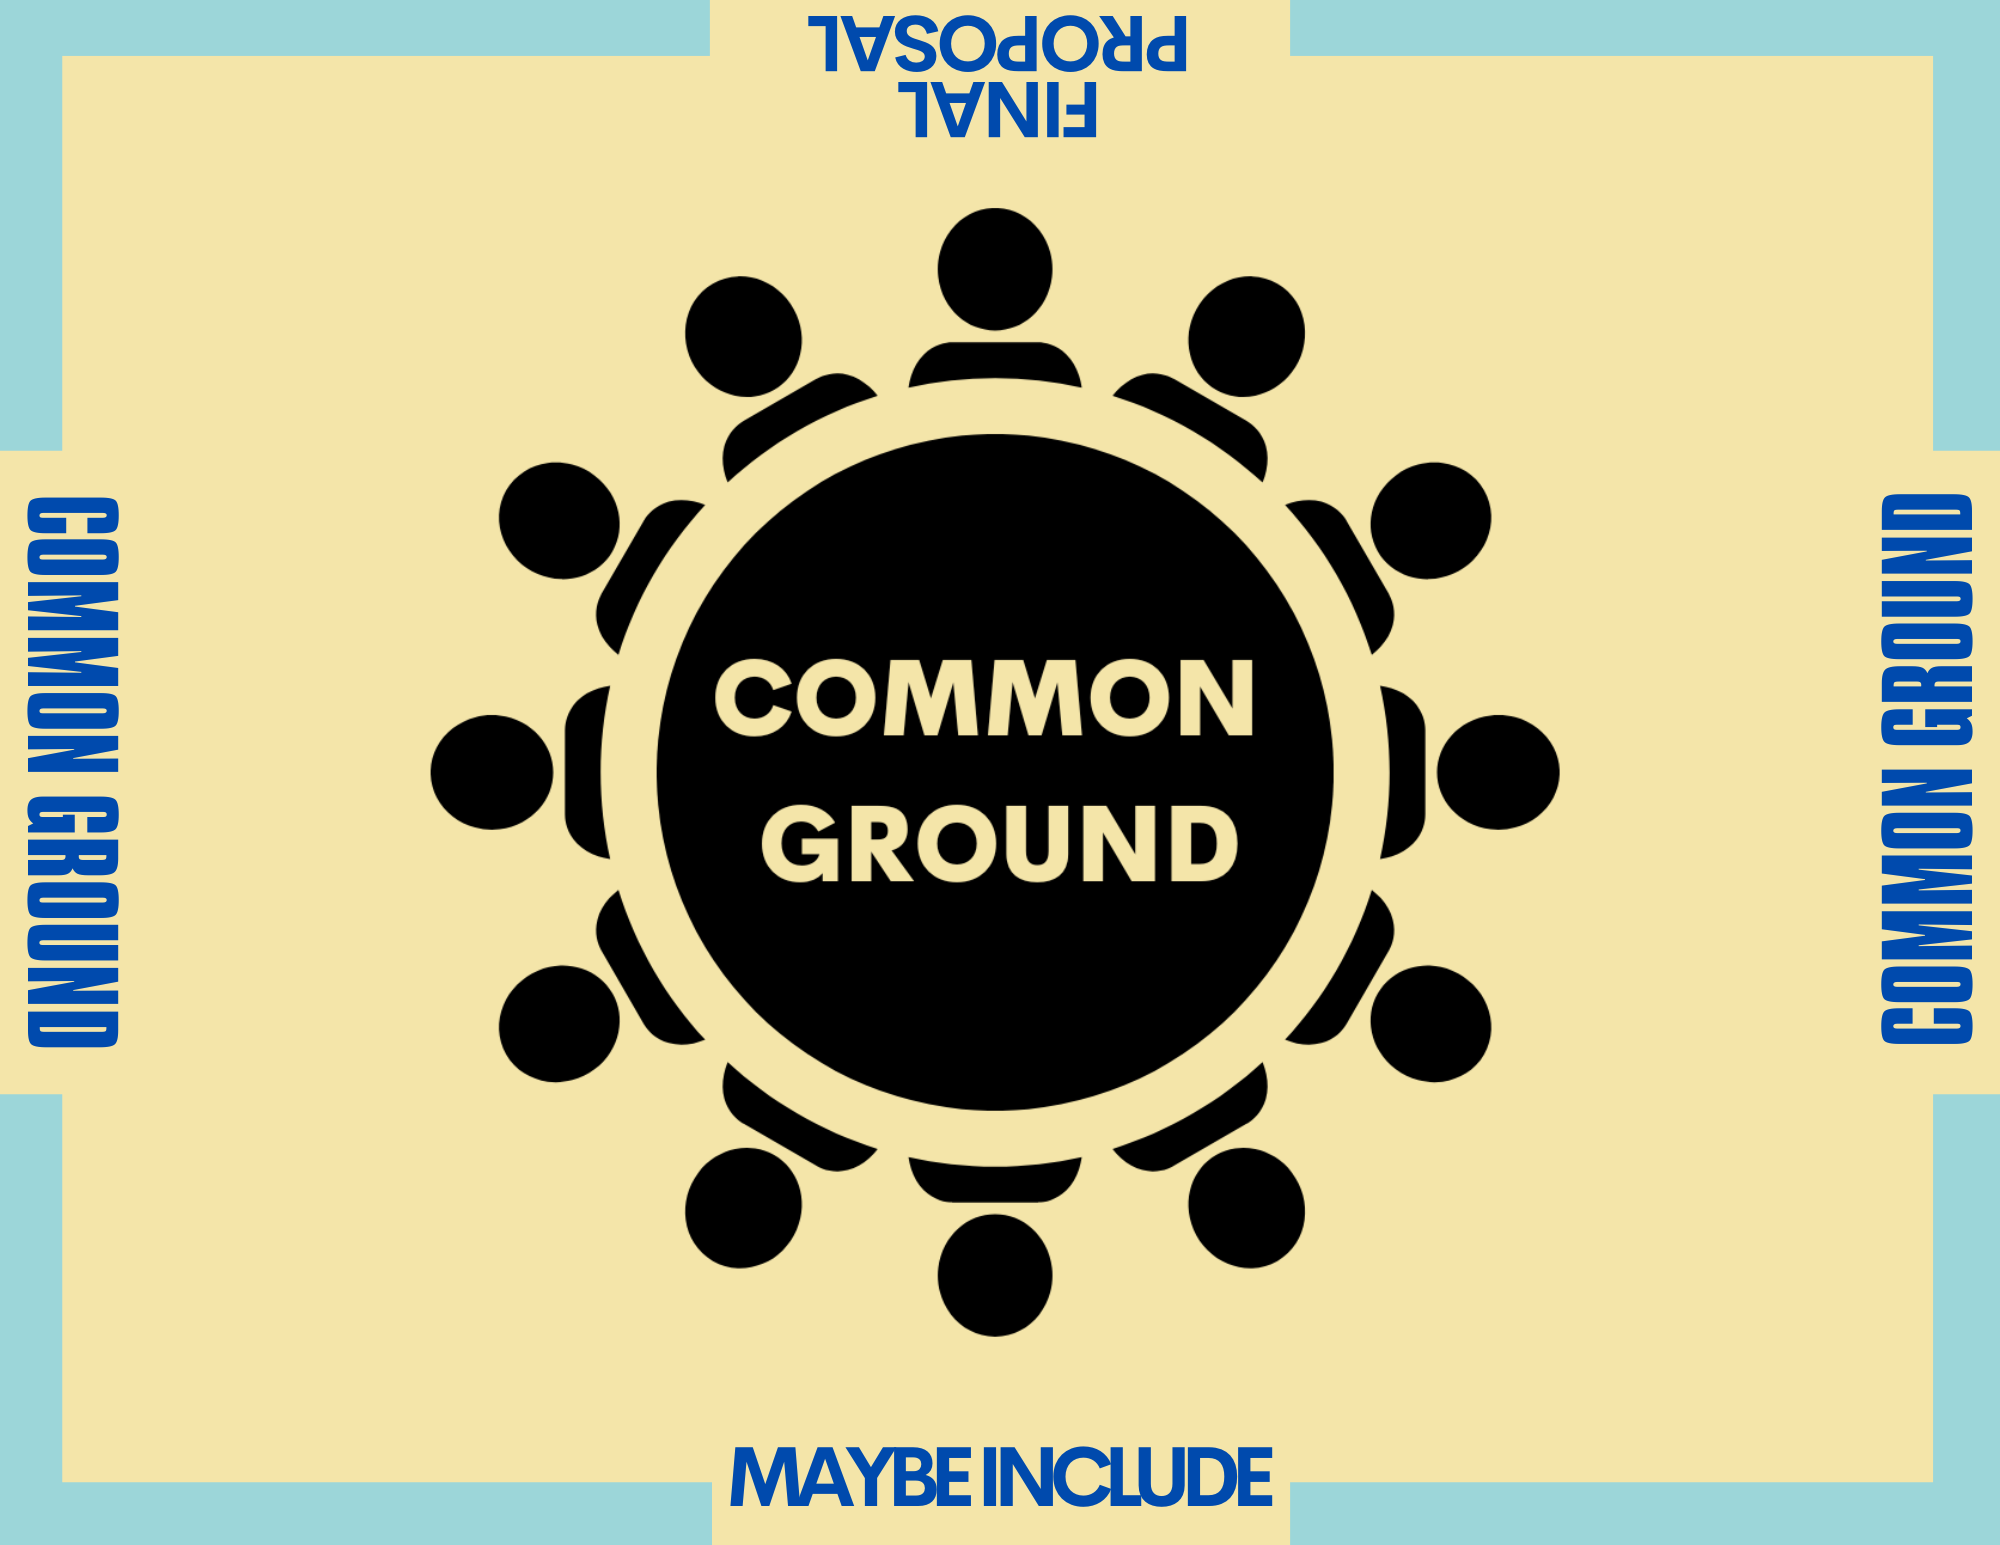 FINAL
PROPOSAL
COMMON GROUND
COMMON
GROUND
COMMON GROUND
MAYBE INCLUDE